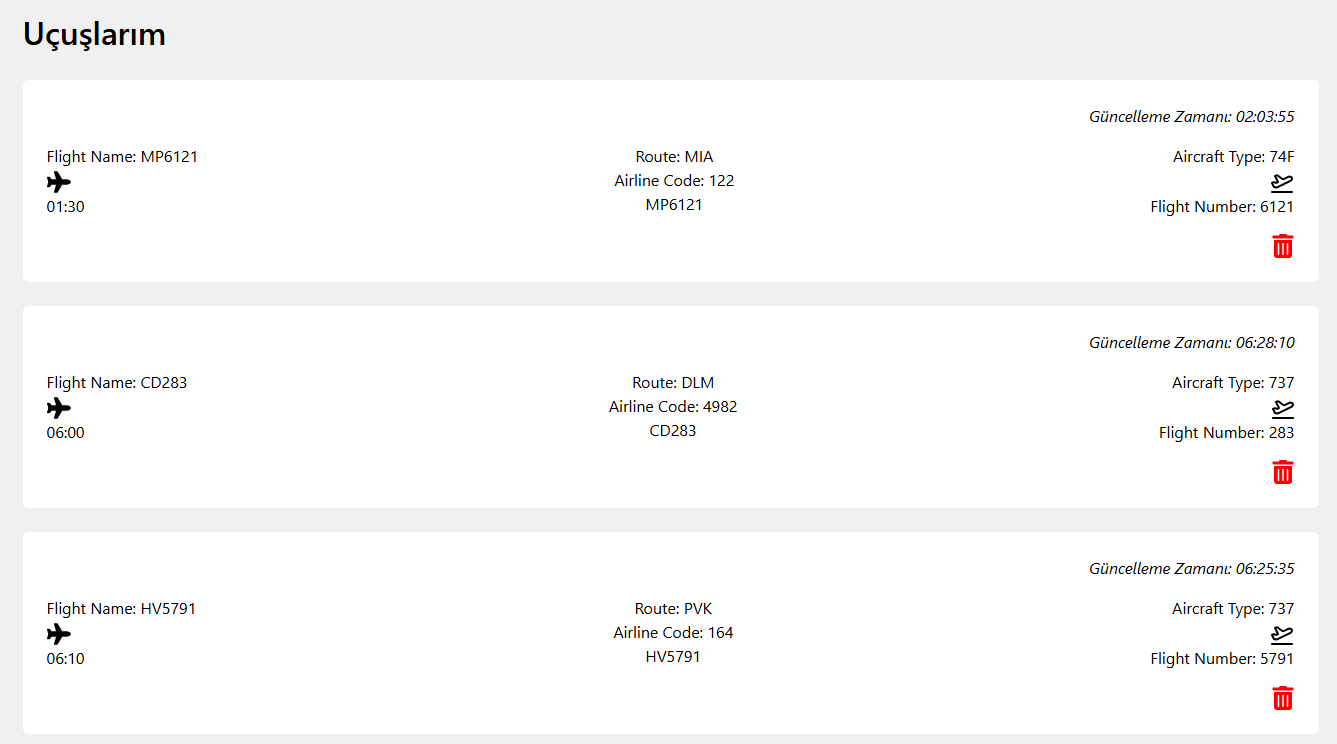 Uçuşlarım
Güncelleme Zamanı: 02:03:55
Flight Name: MP6121
Route: MIA
Aircraft Type: 74F
Airline Code: 122
01:30
MP6121
Flight Number: 6121
Güncelleme Zamanı: 06:28:10
Flight Name: CD283
Route: DLM
Aircraft Type: 737
Airline Code: 4982
06:00
CD283
Flight Number: 283
Güncelleme Zamanı: 06:25:35
Flight Name: HV5791
Route: PVK
Aircraft Type: 737
Airline Code: 164
06:10
HV5791
Flight Number: 5791